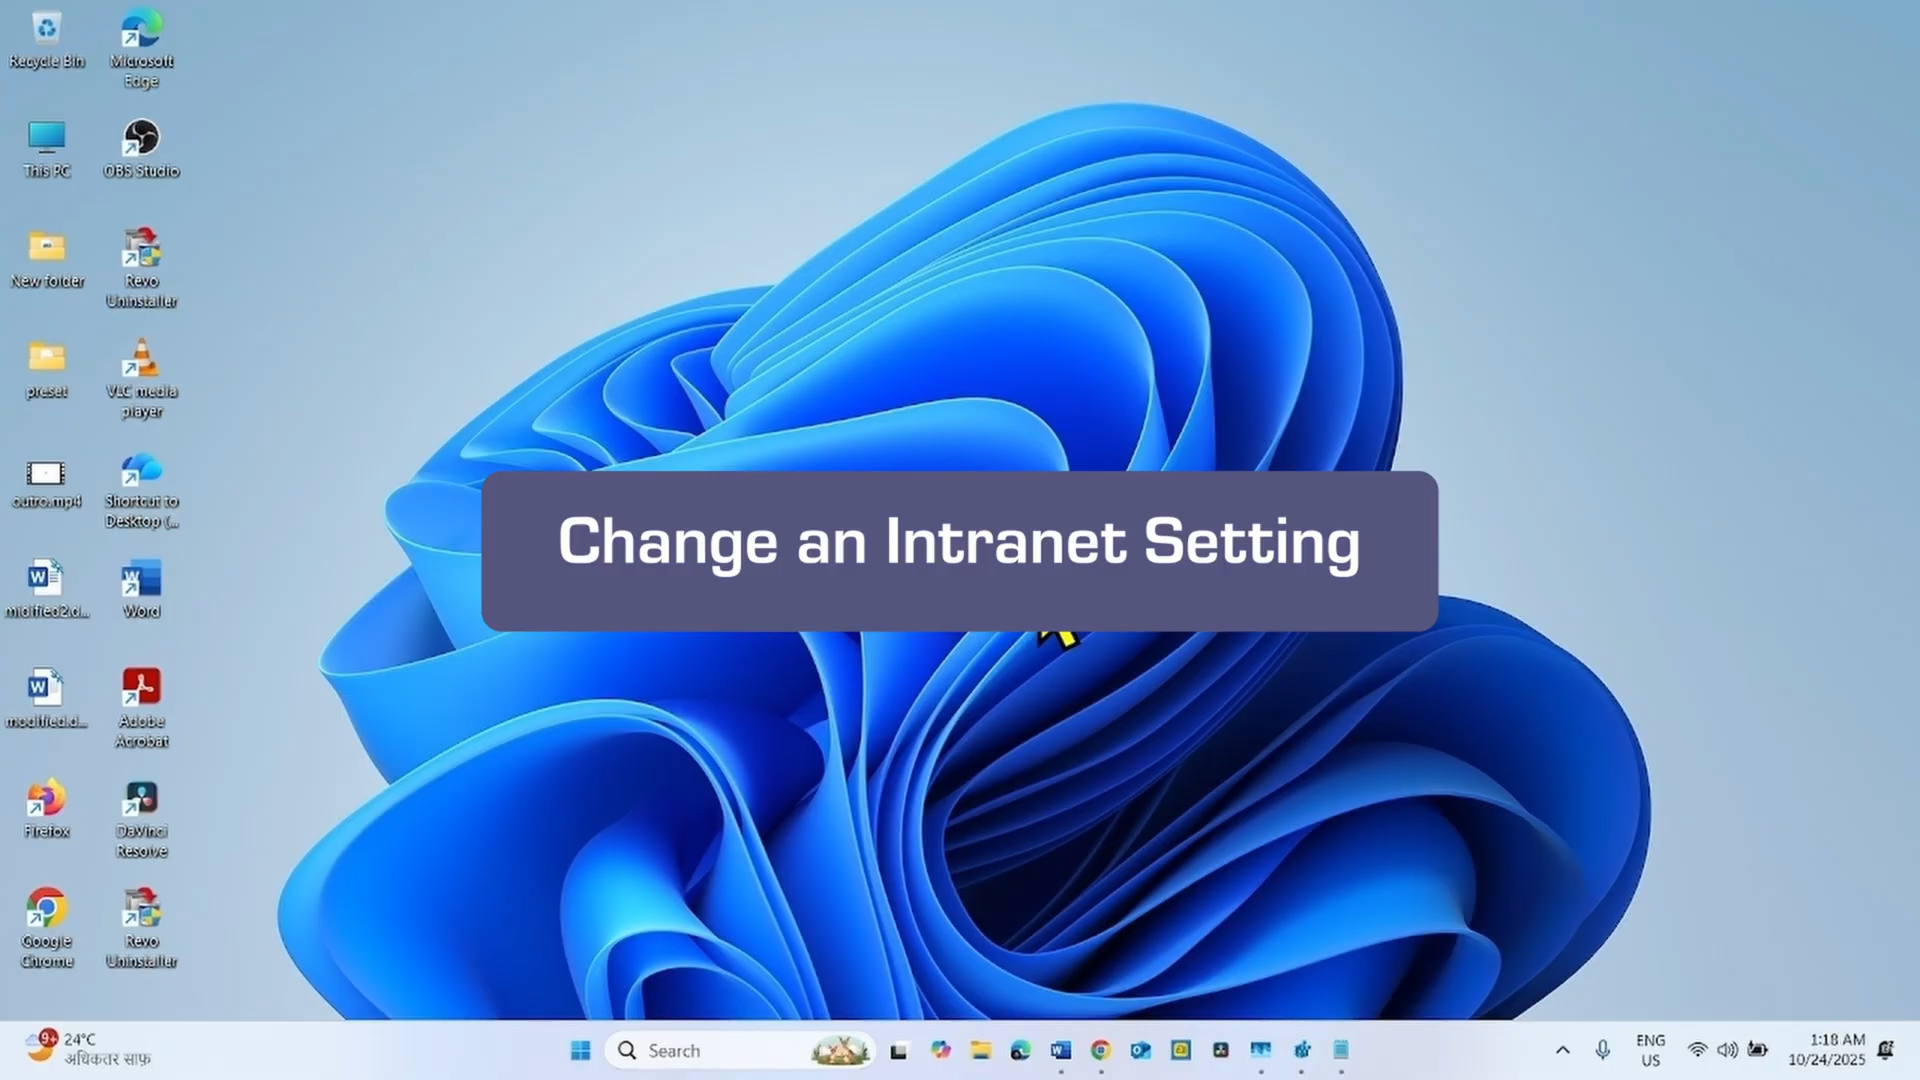 Recycle Bin
Microsoft
Edge
This PC
OBS Studio
New folder
Revo
Uninstaller
preset
VLC media
player
outro.mp4
Shortcut to
Desktop (...
modified2.d...
Word
modified.d...
Adobe
Acrobat
Firefox
DaVinci
Resolve
Google
Chrome
Revo
Uninstaller
Change an Intranet Setting
9+
24°C
अधिकतर साफ़
Search
ENG
US
1:18 AM
10/24/2025